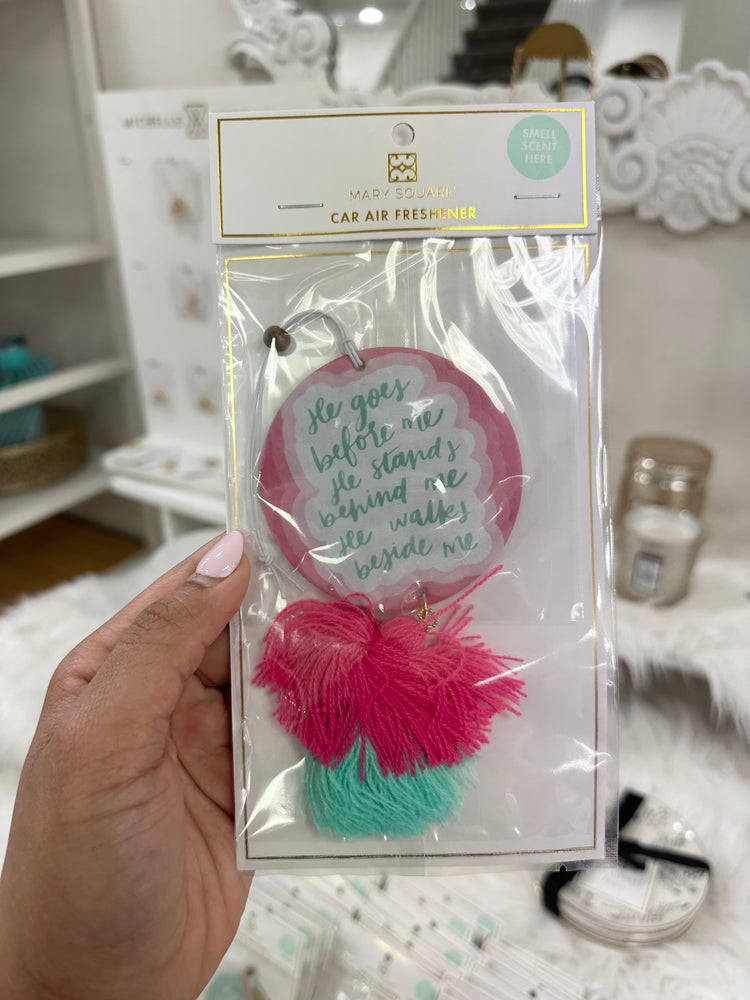 SMELL
SCENT
HERE
MARY SQUARE
CAR AIR FRESHENER
He goes
before me
He stands
behind me
He walks
beside me